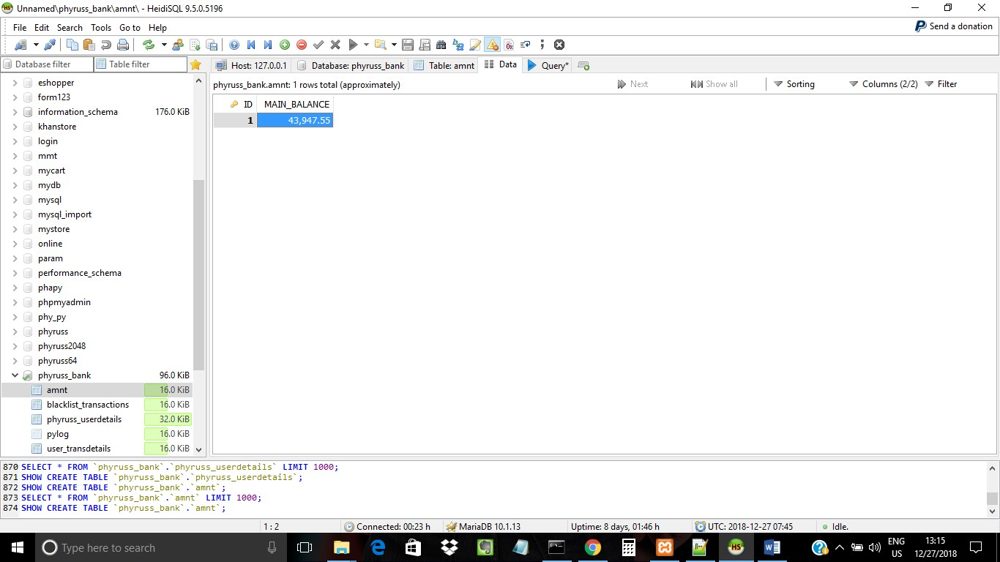 Unnamed\phyruss_bank\amnt\ - HeidiSQL 9.5.0.5196
File Edit Search Tools Go to Help
Send a donation
Database filter Table filter
Host: 127.0.0.1 Database: phyruss_bank Table: amnt Data Query*
phyruss_bank.amnt: 1 rows total (approximately) Next Show all Sorting Columns (2/2) Filter
ID MAIN_BALANCE
1 43,947.55
eshopper
form123
information_schema 176.0 KiB
khanstore
login
mmt
mycart
mydb
mysql
mysql_import
mystore
online
param
performance_schema
phapy
phpmyadmin
phy_py
phyruss
phyruss2048
phyruss64
phyruss_bank 96.0 KiB
amnt 16.0 KiB
blacklist_transactions 16.0 KiB
phyruss_userdetails 32.0 KiB
pylog 16.0 KiB
user_transdetails 16.0 KiB
870 SELECT * FROM `phyruss_bank`.`phyruss_userdetails` LIMIT 1000;
871 SHOW CREATE TABLE `phyruss_bank`.`phyruss_userdetails`;
872 SHOW CREATE TABLE `phyruss_bank`.`amnt`;
873 SELECT * FROM `phyruss_bank`.`amnt` LIMIT 1000;
874 SHOW CREATE TABLE `phyruss_bank`.`amnt`;
1 : 2 Connected: 00:23 h MariaDB 10.1.13 Uptime: 8 days, 01:46 h UTC: 2018-12-27 07:45 Idle.
Type here to search
ENG
US
13:15
12/27/2018